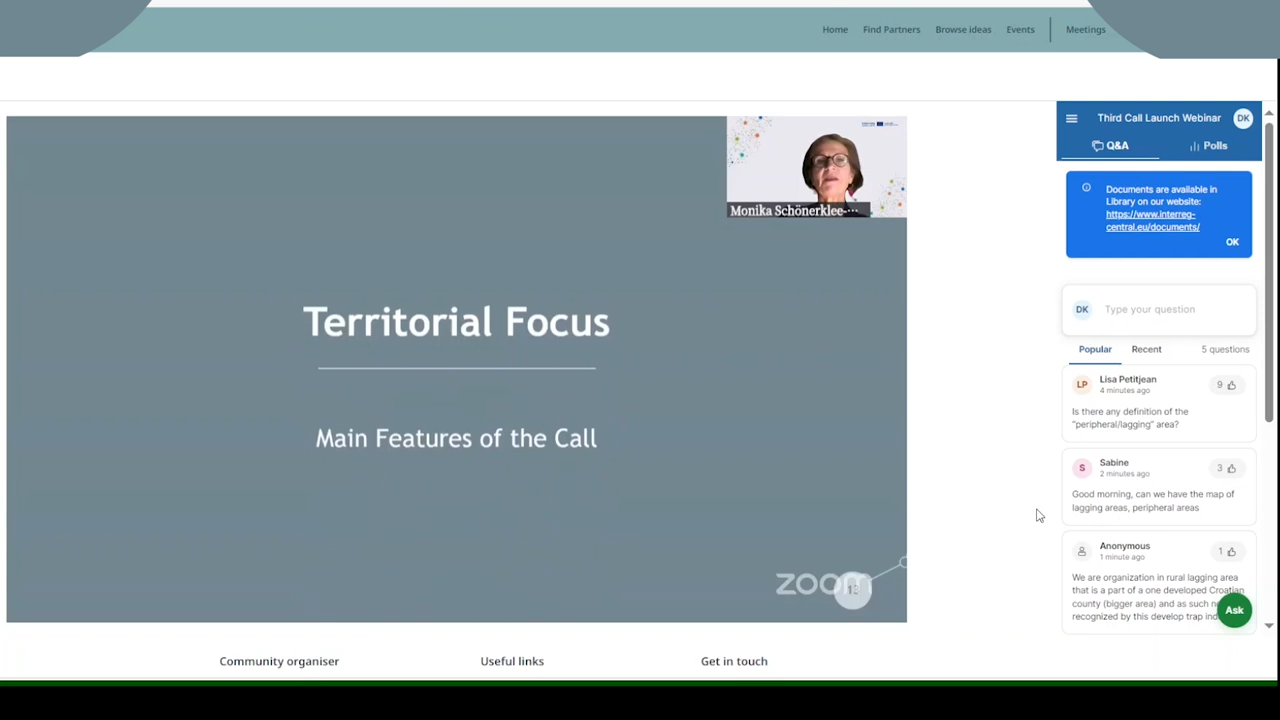 Home Find Partners Browse ideas Events Meetings
Monika Schönerklee-···
Territorial Focus
Main Features of the Call
zoom
Third Call Launch Webinar DK
Q&A Polls
Documents are available in
Library on our website:
https://www.interreg-
central.eu/documents/
OK
DK Type your question
Popular Recent 5 questions
LP Lisa Petitjean 9
4 minutes ago
Is there any definition of the
"peripheral/lagging" area?
S Sabine 3
2 minutes ago
Good morning, can we have the map of
lagging areas, peripheral areas
Anonymous 1
1 minute ago
We are organization in rural lagging area
that is a part of a one developed Croatian
county (bigger area) and as such
recognized by this develop trap
Ask
Community organiser Useful links Get in touch